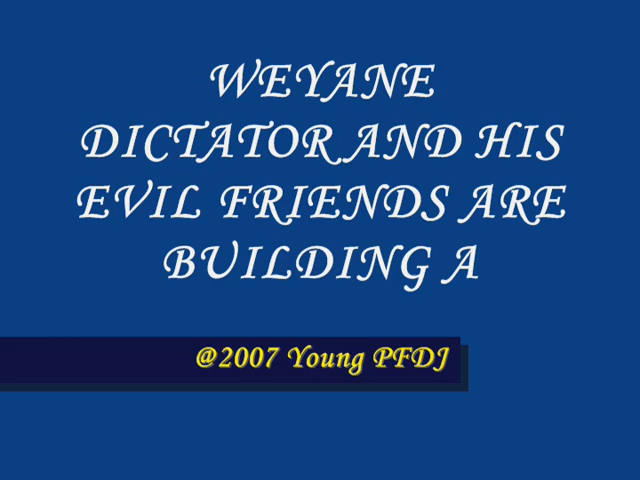 WEYANE
DICTATOR AND HIS
EVIL FRIENDS ARE
BUILDING A
@2007 Young PFDJ